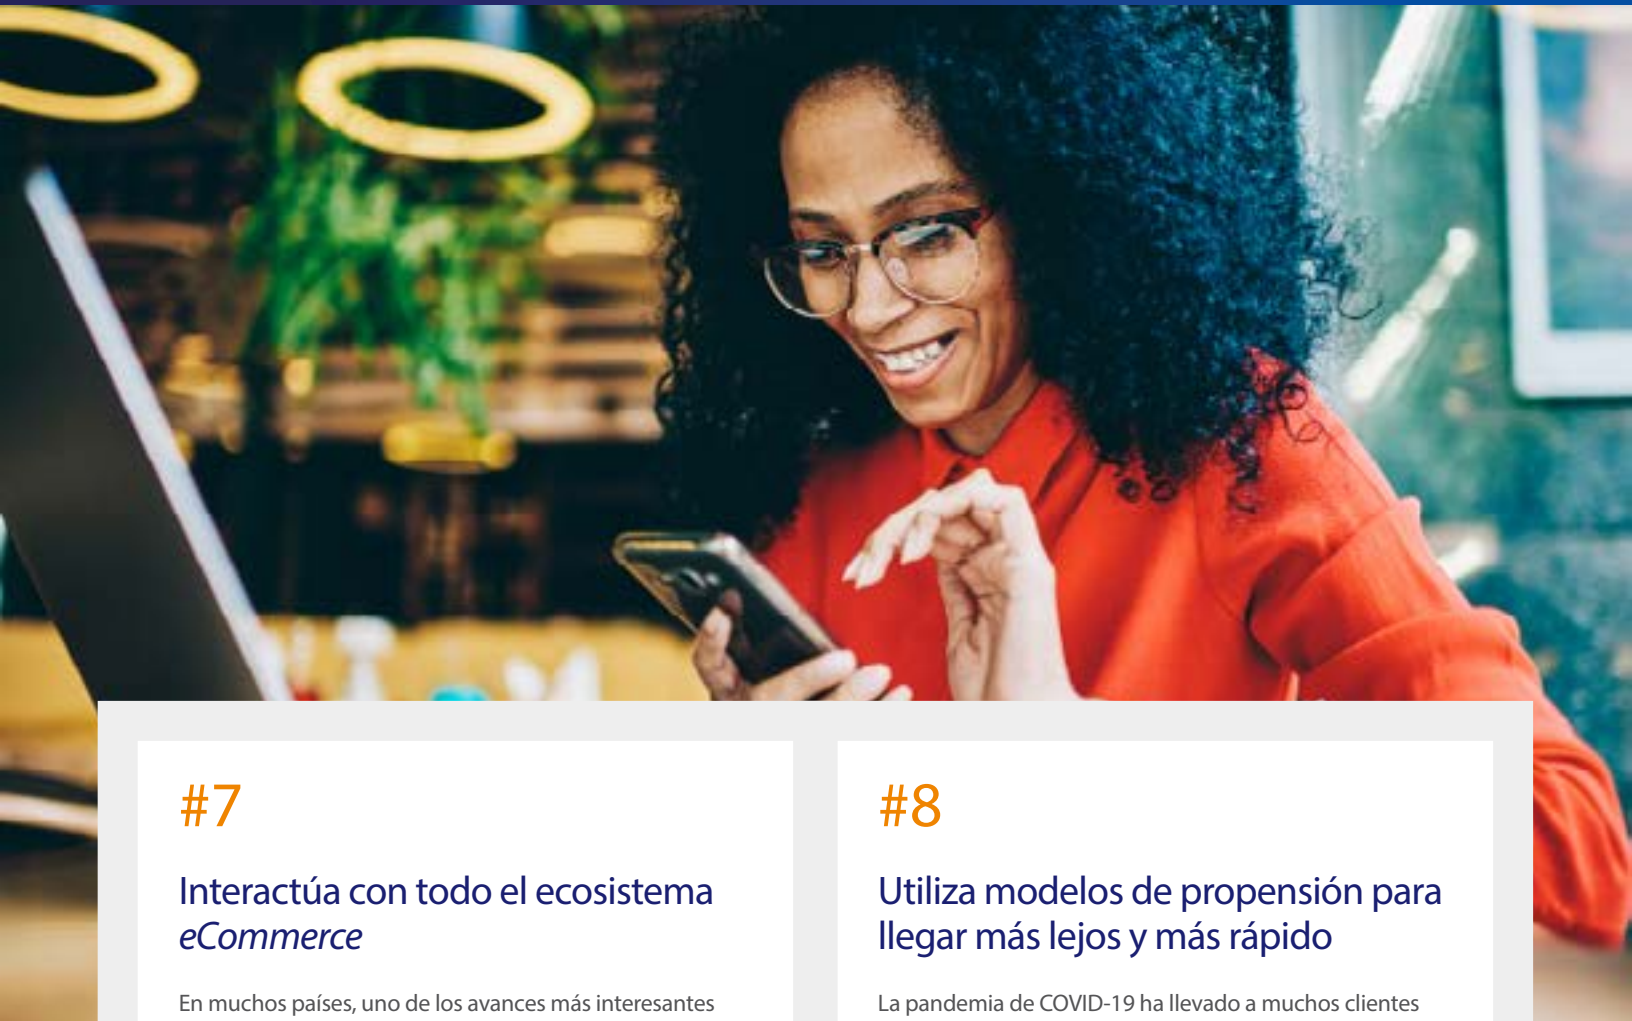 #7
Interactúa con todo el ecosistema
eCommerce
En muchos países, uno de los avances más interesantes
#8
Utiliza modelos de propensión para
llegar más lejos y más rápido
La pandemia de COVID-19 ha llevado a muchos clientes